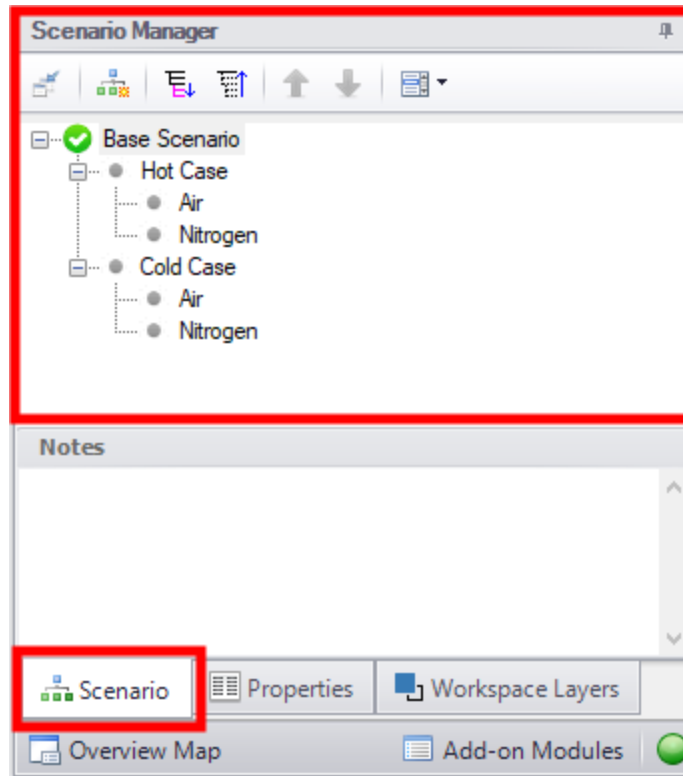 Scenario Manager
Base Scenario
Hot Case
Air
Nitrogen
Cold Case
Air
Nitrogen
Notes
Scenario Properties Workspace Layers
Overview Map Add-on Modules